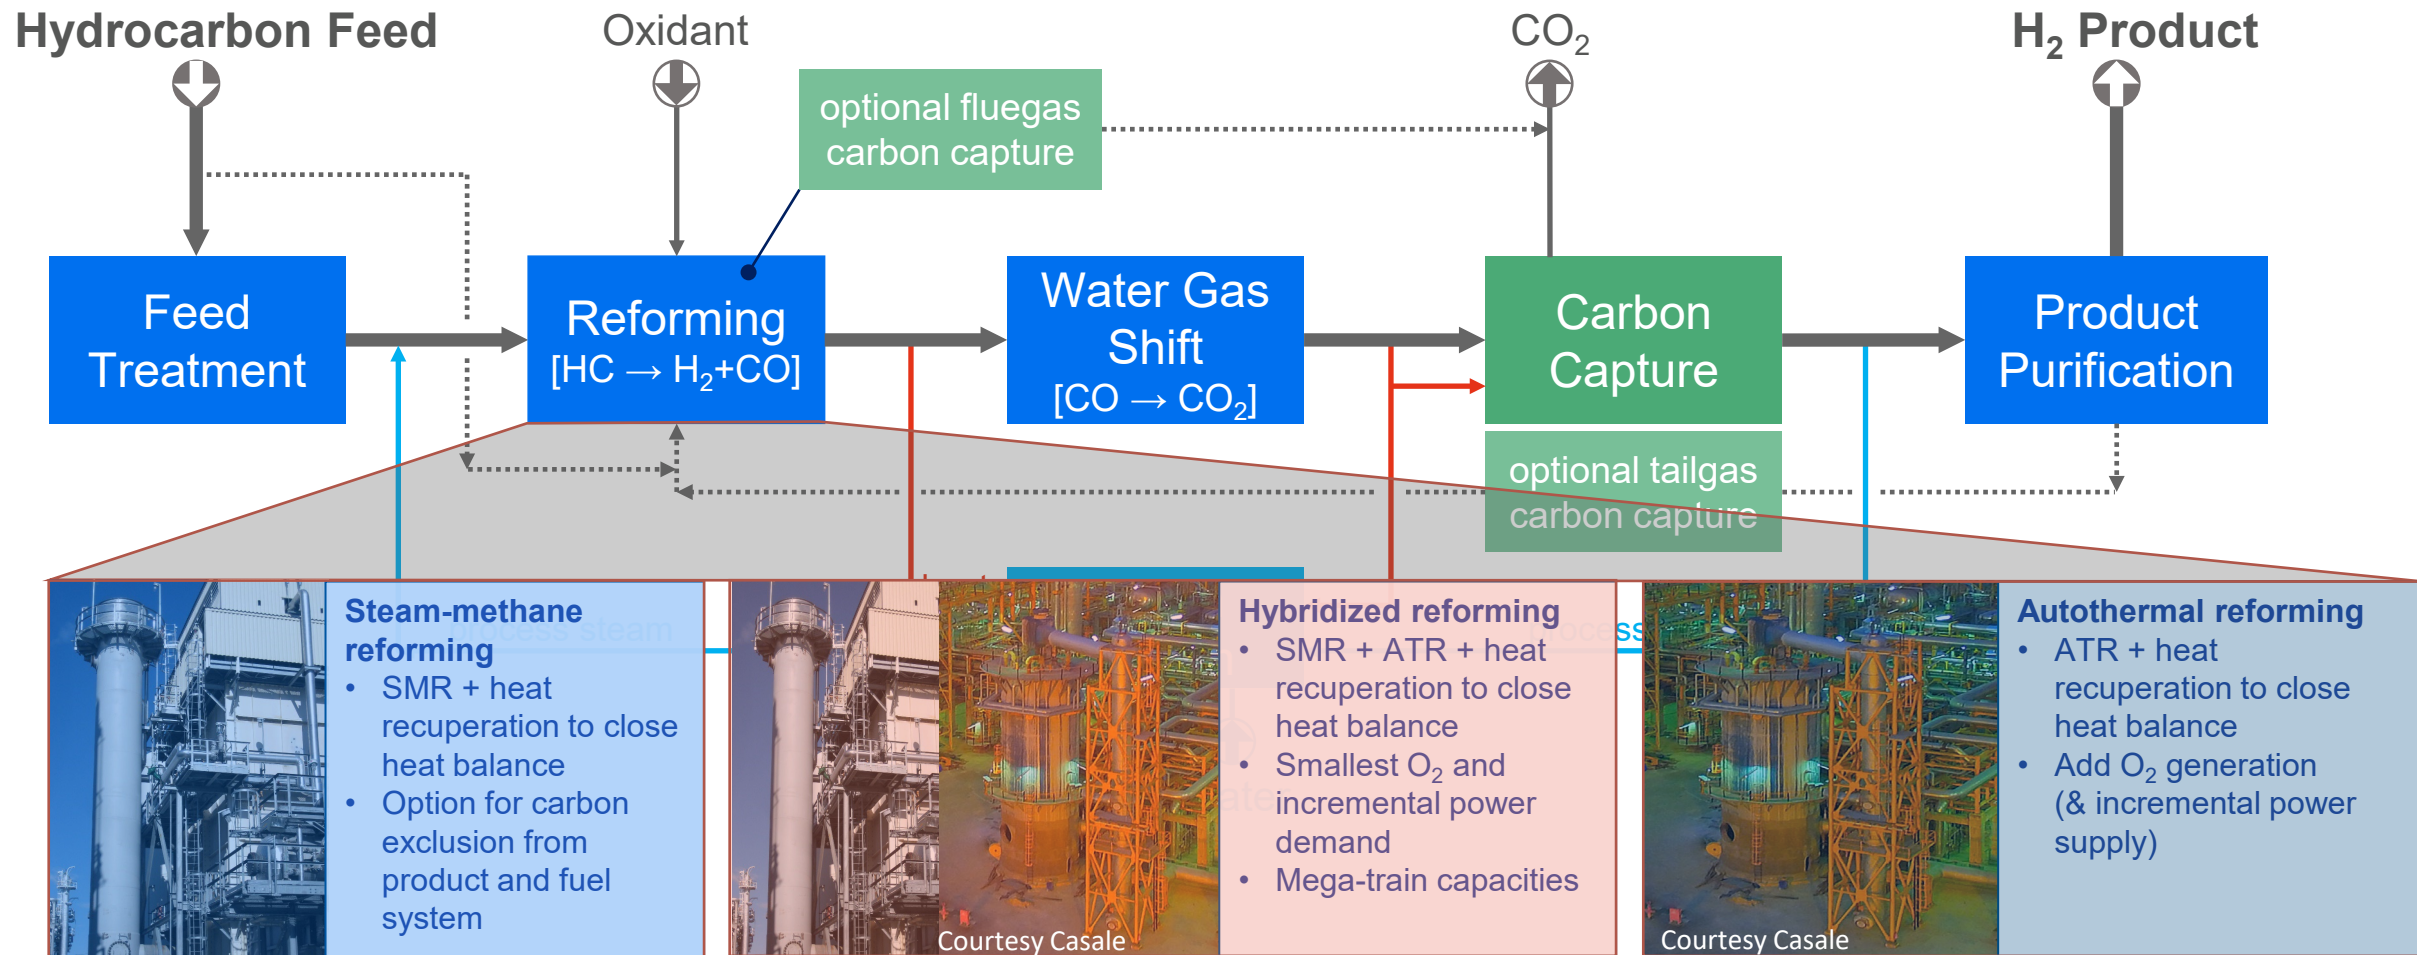 Hydrocarbon Feed
Oxidant
CO₂
H₂ Product
optional fluegas
carbon capture
Feed
Treatment
Reforming
[HC → H₂+CO]
Water Gas
Shift
[CO → CO₂]
Carbon
Capture
Product
Purification
optional tailgas
carbon capture
process steam
Steam-methane
reforming
• SMR + heat
recuperation to close
heat balance
• Option for carbon
exclusion from
product and fuel
system
Hybridized reforming
• SMR + ATR + heat
recuperation to close
heat balance
• Smallest O₂ and
incremental power
demand
• Mega-train capacities
Courtesy Casale
Autothermal reforming
• ATR + heat
recuperation to close
heat balance
• Add O₂ generation
(& incremental power
supply)
Courtesy Casale